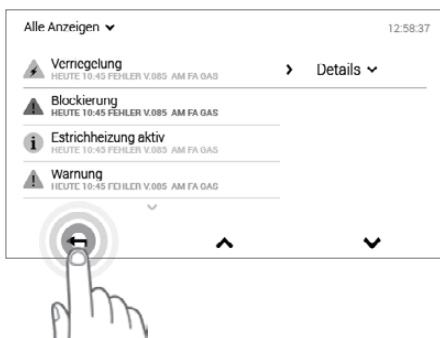 Alle Anzeigen
12:58:37
Verriegelung
HEUTE 10:45 FEHLER V.085 AM FA GAS
Details
Blockierung
HEUTE 10:45 FEHLER V.085 AM FA GAS
i
Estrichheizung aktiv
HEUTE 10:45 FEHLER V.085 AM FA GAS
Warnung
HEUTE 10:45 FEHLER V.085 AM FA GAS